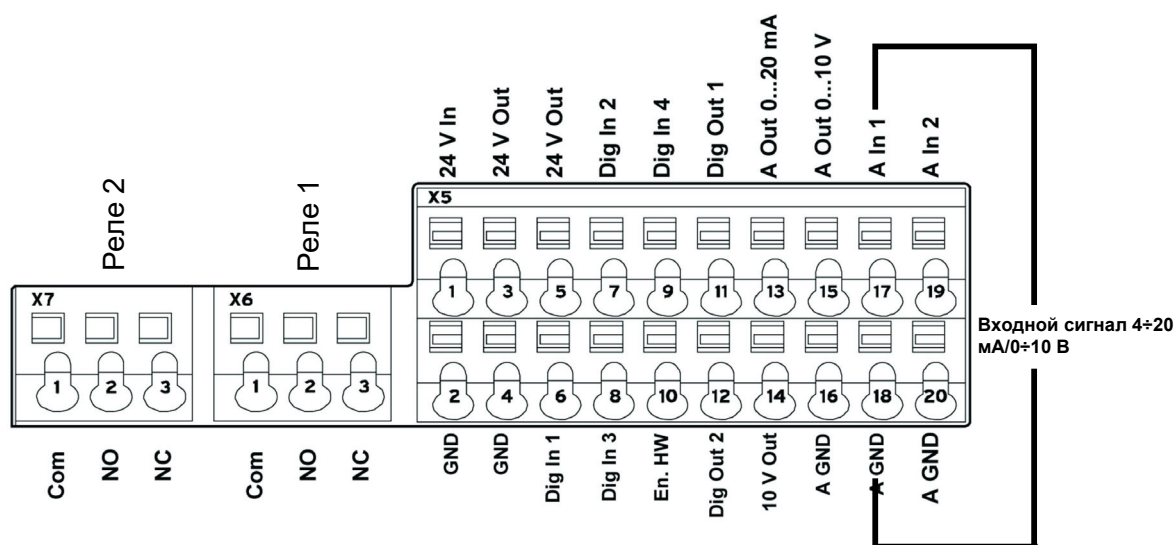 24 V In
24 V Out
24 V Out
Dig In 2
Dig In 4
Dig Out 1
A Out 0...20 mA
A Out 0...10 V
A In 1
A In 2
Реле 2
Реле 1
X5
X7
X6
1
3
5
7
9
11
13
15
17
19
Входной сигнал 4÷20
мА/0÷10 В
1
2
3
1
2
3
2
4
6
8
10
12
14
16
18
20
Com
NO
NC
Com
NO
NC
GND
GND
Dig In 1
Dig In 3
En. HW
Dig Out 2
10 V Out
A GND
A GND
A GND